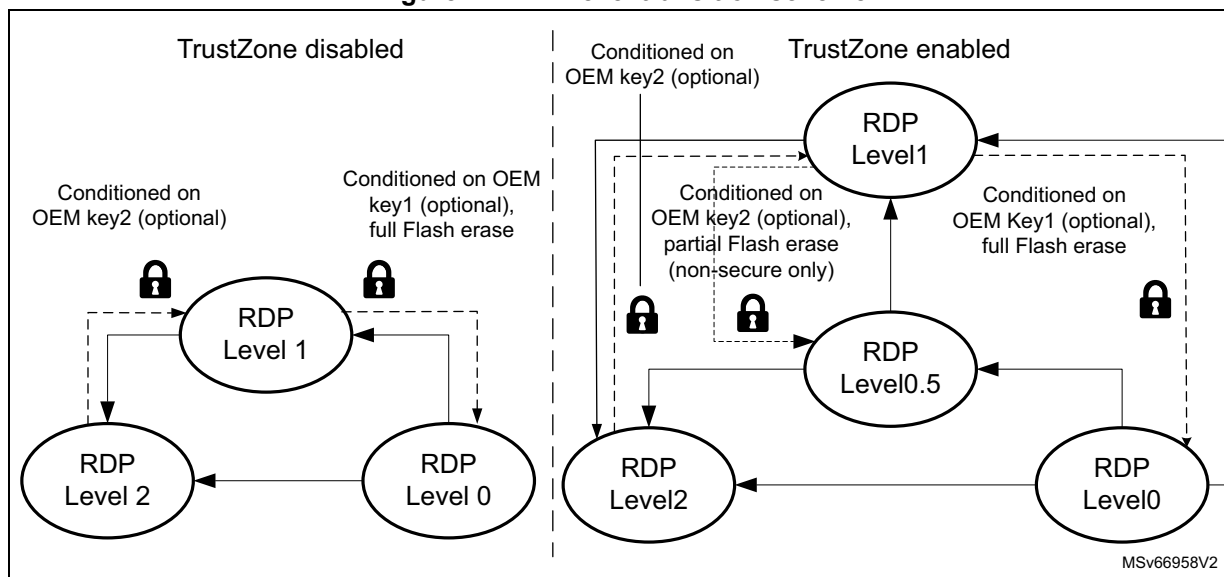 TrustZone disabled
Conditioned on
OEM key2 (optional)
Conditioned on OEM
key1 (optional),
full Flash erase
RDP
Level 1
RDP
Level 2
RDP
Level 0
Conditioned on
OEM key2 (optional)
TrustZone enabled
RDP
Level1
Conditioned on
OEM key2 (optional),
partial Flash erase
(non-secure only)
Conditioned on
OEM Key1 (optional),
full Flash erase
RDP
Level0.5
RDP
Level2
RDP
Level0
MSv66958V2